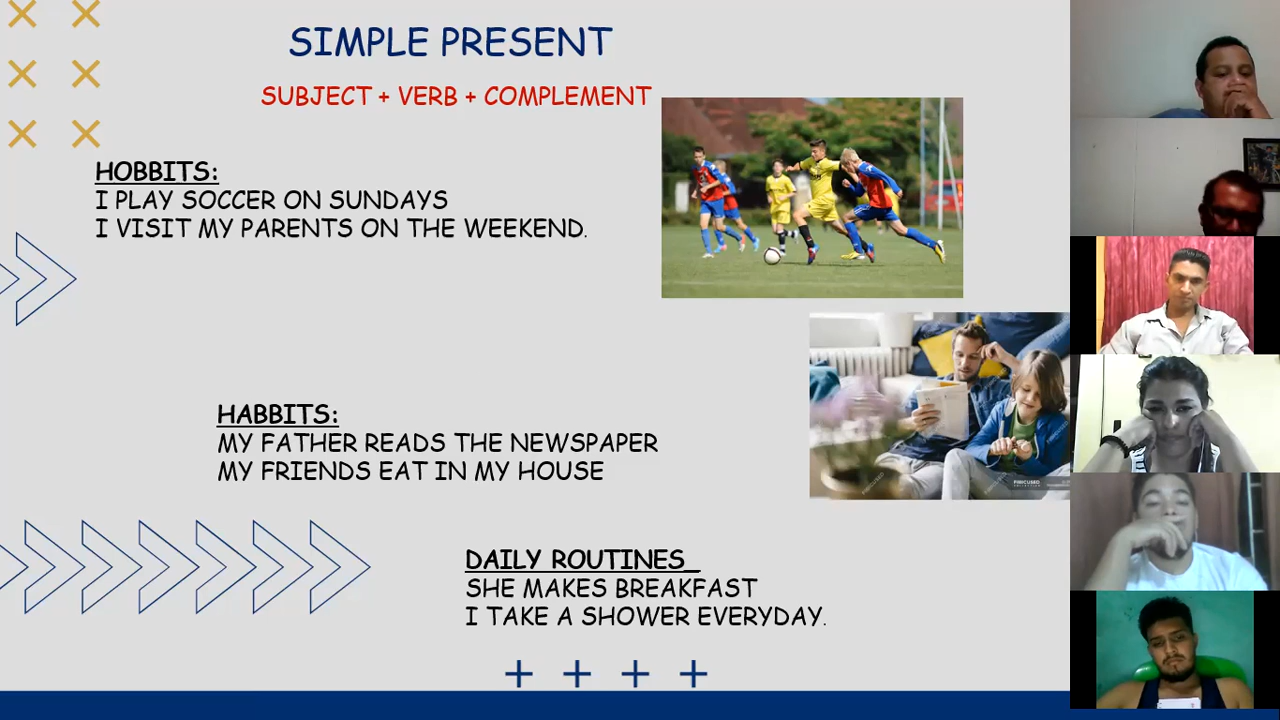 SIMPLE PRESENT
SUBJECT + VERB + COMPLEMENT
HOBBITS:
I PLAY SOCCER ON SUNDAYS
I VISIT MY PARENTS ON THE WEEKEND.
HABBITS:
MY FATHER READS THE NEWSPAPER
MY FRIENDS EAT IN MY HOUSE
DAILY ROUTINES_
SHE MAKES BREAKFAST
I TAKE A SHOWER EVERYDAY.